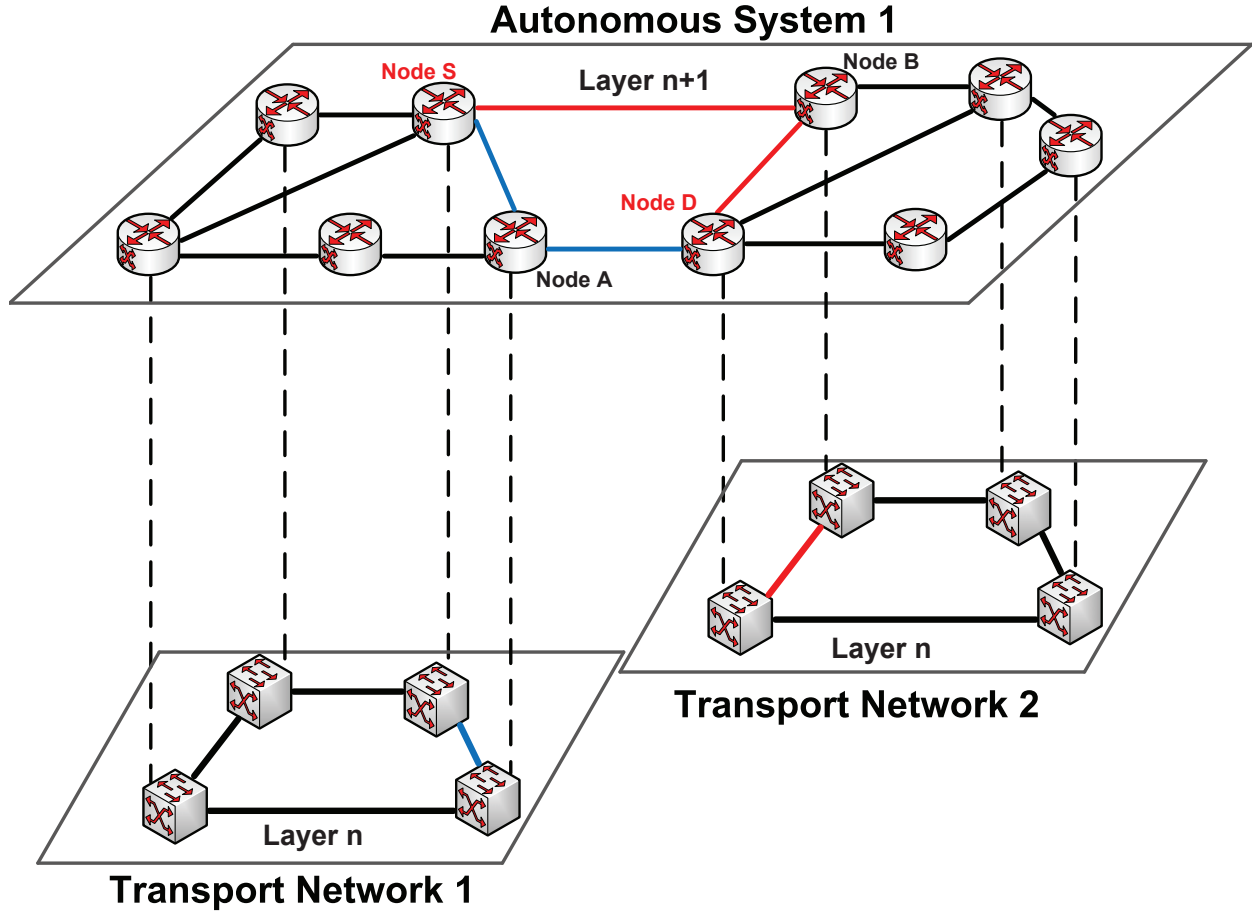 Autonomous System 1
Node S
Layer n+1
Node B
Node D
Node A
Layer n
Transport Network 2
Layer n
Transport Network 1